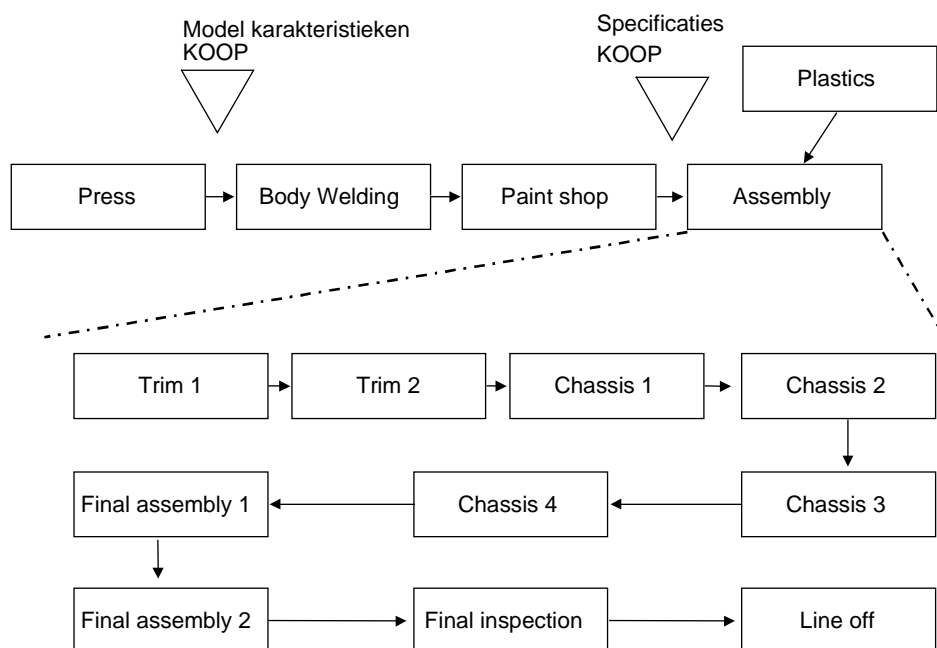 Model karakteristieken
KOOP
Specificaties
KOOP
Plastics
Press
Body Welding
Paint shop
Assembly
Trim 1
Trim 2
Chassis 1
Chassis 2
Final assembly 1
Chassis 4
Chassis 3
Final assembly 2
Final inspection
Line off